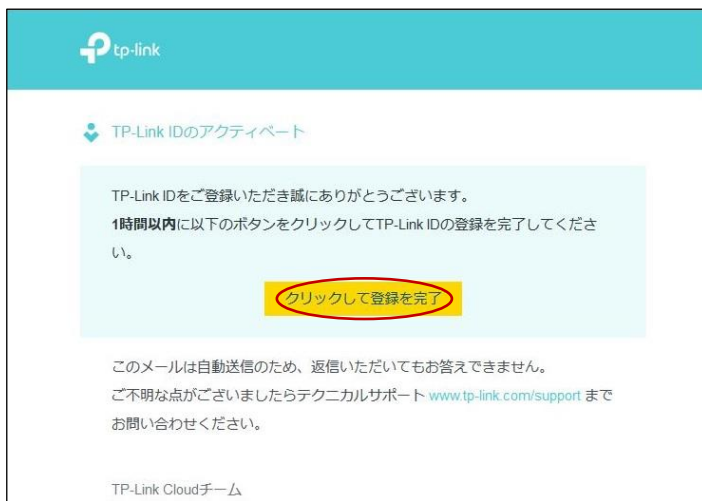 tp-link
TP-Link IDのアクティベート
TP-Link IDをご登録いただき誠にありがとうございます。
1時間以内に以下のボタンをクリックしてTP-Link IDの登録を完了してくださ
い。
クリックして登録を完了
このメールは自動送信のため、返信いただいてもお答えできません。
ご不明な点がございましたらテクニカルサポート www.tp-link.com/support まで
お問い合わせください。
TP-Link Cloudチーム